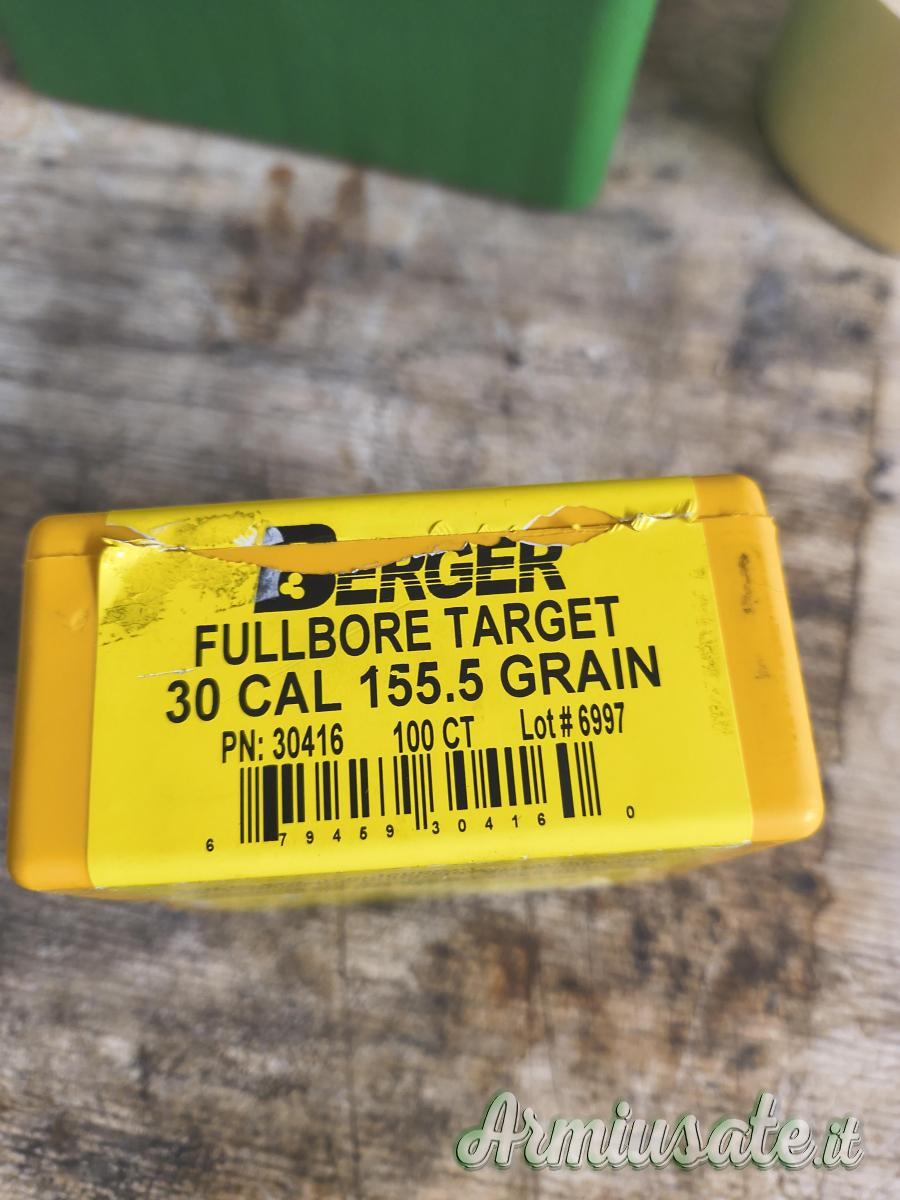 BERGER
FULLBORE TARGET
30 CAL 155.5 GRAIN
PN: 30416 100 CT Lot # 6997
6 79459 30416 0
Armiusate.it